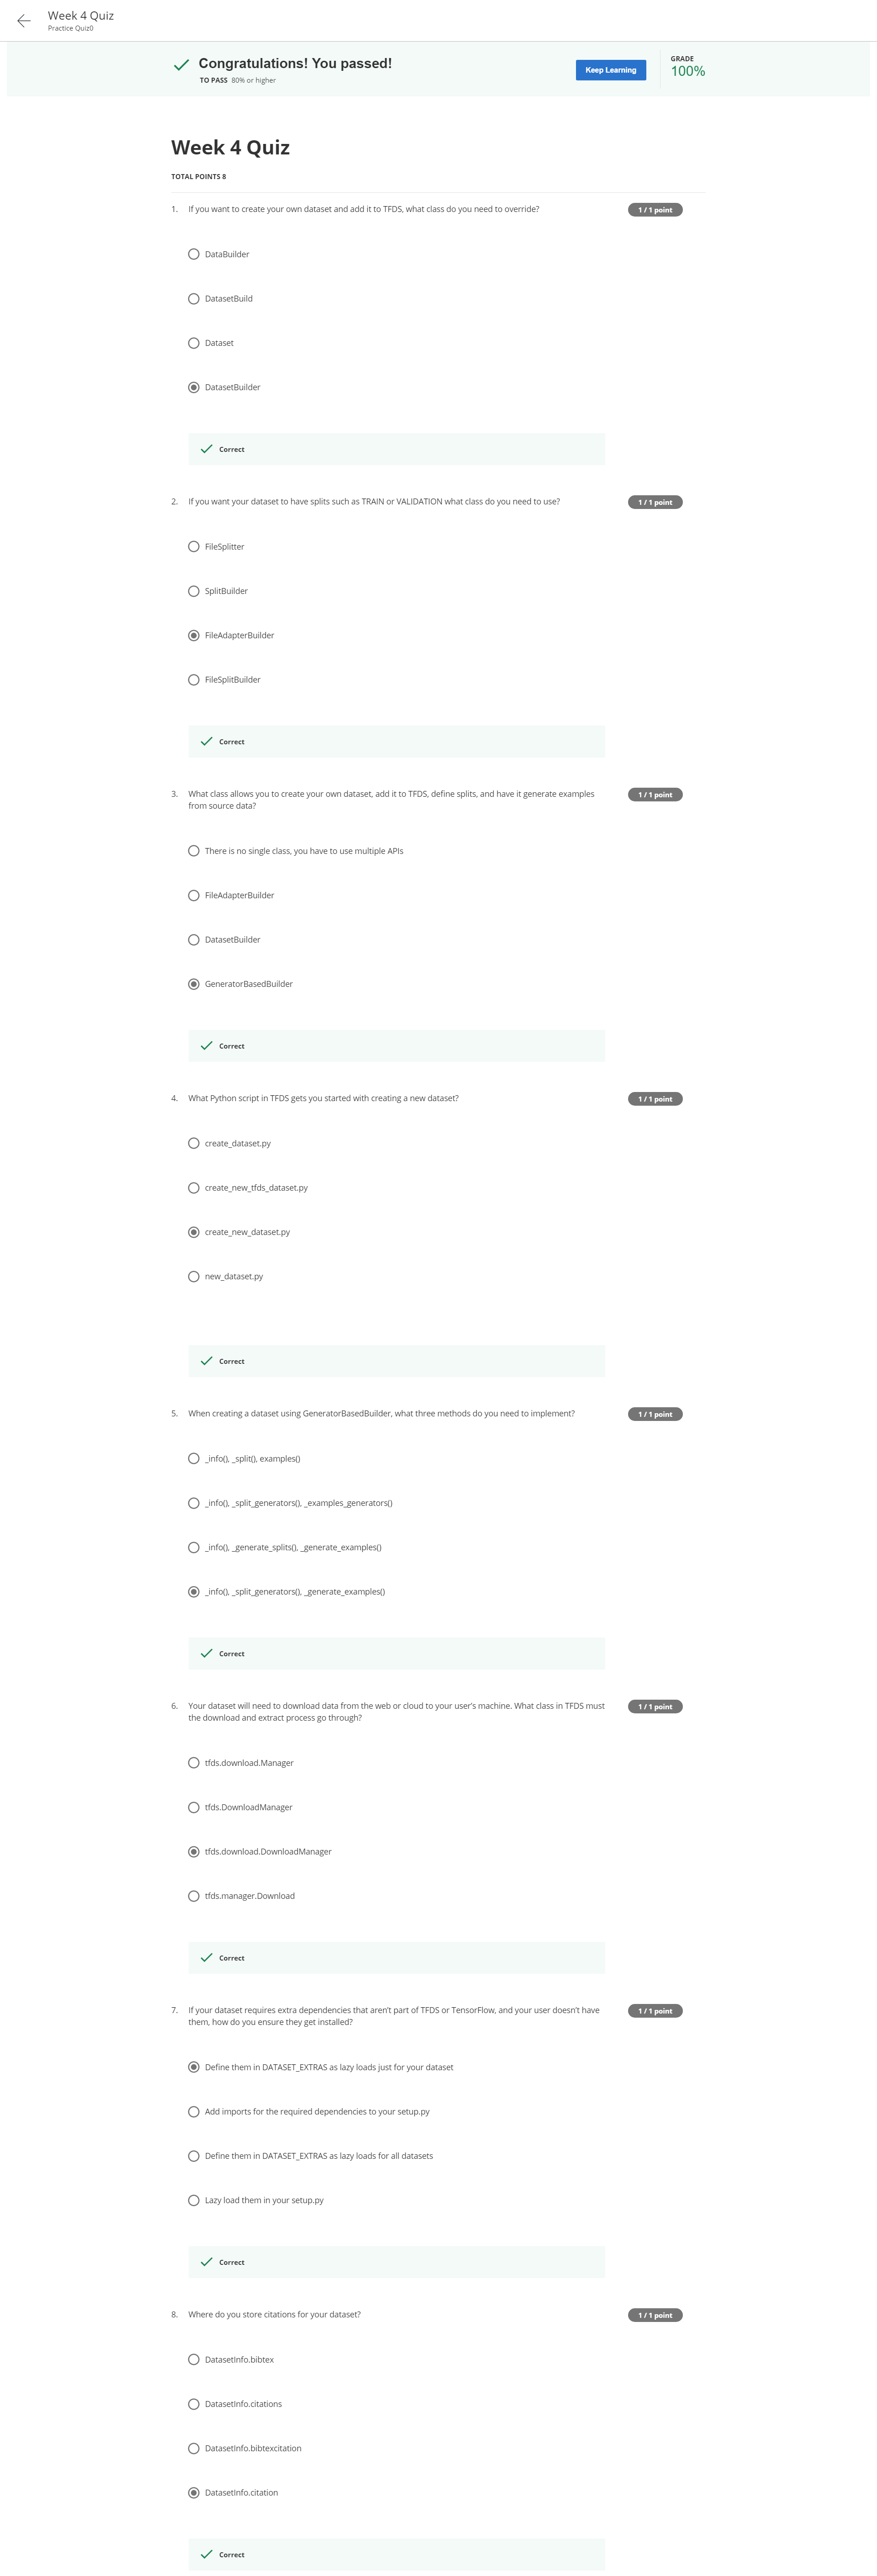 Week 4 Quiz
Practice Quiz0
Congratulations! You passed!
TO PASS 80% or higher
Keep Learning
GRADE
100%
Week 4 Quiz
TOTAL POINTS 8
1. If you want to create your own dataset and add it to TFDS, what class do you need to override?
1 / 1 point
DataBuilder
DatasetBuild
Dataset
DatasetBuilder
Correct
2. If you want your dataset to have splits such as TRAIN or VALIDATION what class do you need to use?
1 / 1 point
FileSplitter
SplitBuilder
FileAdapterBuilder
FileSplitBuilder
Correct
3. What class allows you to create your own dataset, add it to TFDS, define splits, and have it generate examples
from source data?
1 / 1 point
There is no single class, you have to use multiple APIs
FileAdapterBuilder
DatasetBuilder
GeneratorBasedBuilder
Correct
4. What Python script in TFDS gets you started with creating a new dataset?
1 / 1 point
create_dataset.py
create_new_tfds_dataset.py
create_new_dataset.py
new_dataset.py
Correct
5. When creating a dataset using GeneratorBasedBuilder, what three methods do you need to implement?
1 / 1 point
_info(), _split(), examples()
_info(), _split_generators(), _examples_generators()
_info(), _generate_splits(), _generate_examples()
_info(), _split_generators(), _generate_examples()
Correct
6. Your dataset will need to download data from the web or cloud to your user's machine. What class in TFDS must
the download and extract process go through?
1 / 1 point
tfds.download.Manager
tfds.DownloadManager
tfds.download.DownloadManager
tfds.manager.Download
Correct
7. If your dataset requires extra dependencies that aren't part of TFDS or TensorFlow, and your user doesn't have
them, how do you ensure they get installed?
1 / 1 point
Define them in DATASET_EXTRAS as lazy loads just for your dataset
Add imports for the required dependencies to your setup.py
Define them in DATASET_EXTRAS as lazy loads for all datasets
Lazy load them in your setup.py
Correct
8. Where do you store citations for your dataset?
1 / 1 point
DatasetInfo.bibtex
DatasetInfo.citations
DatasetInfo.bibtexcitation
DatasetInfo.citation
Correct